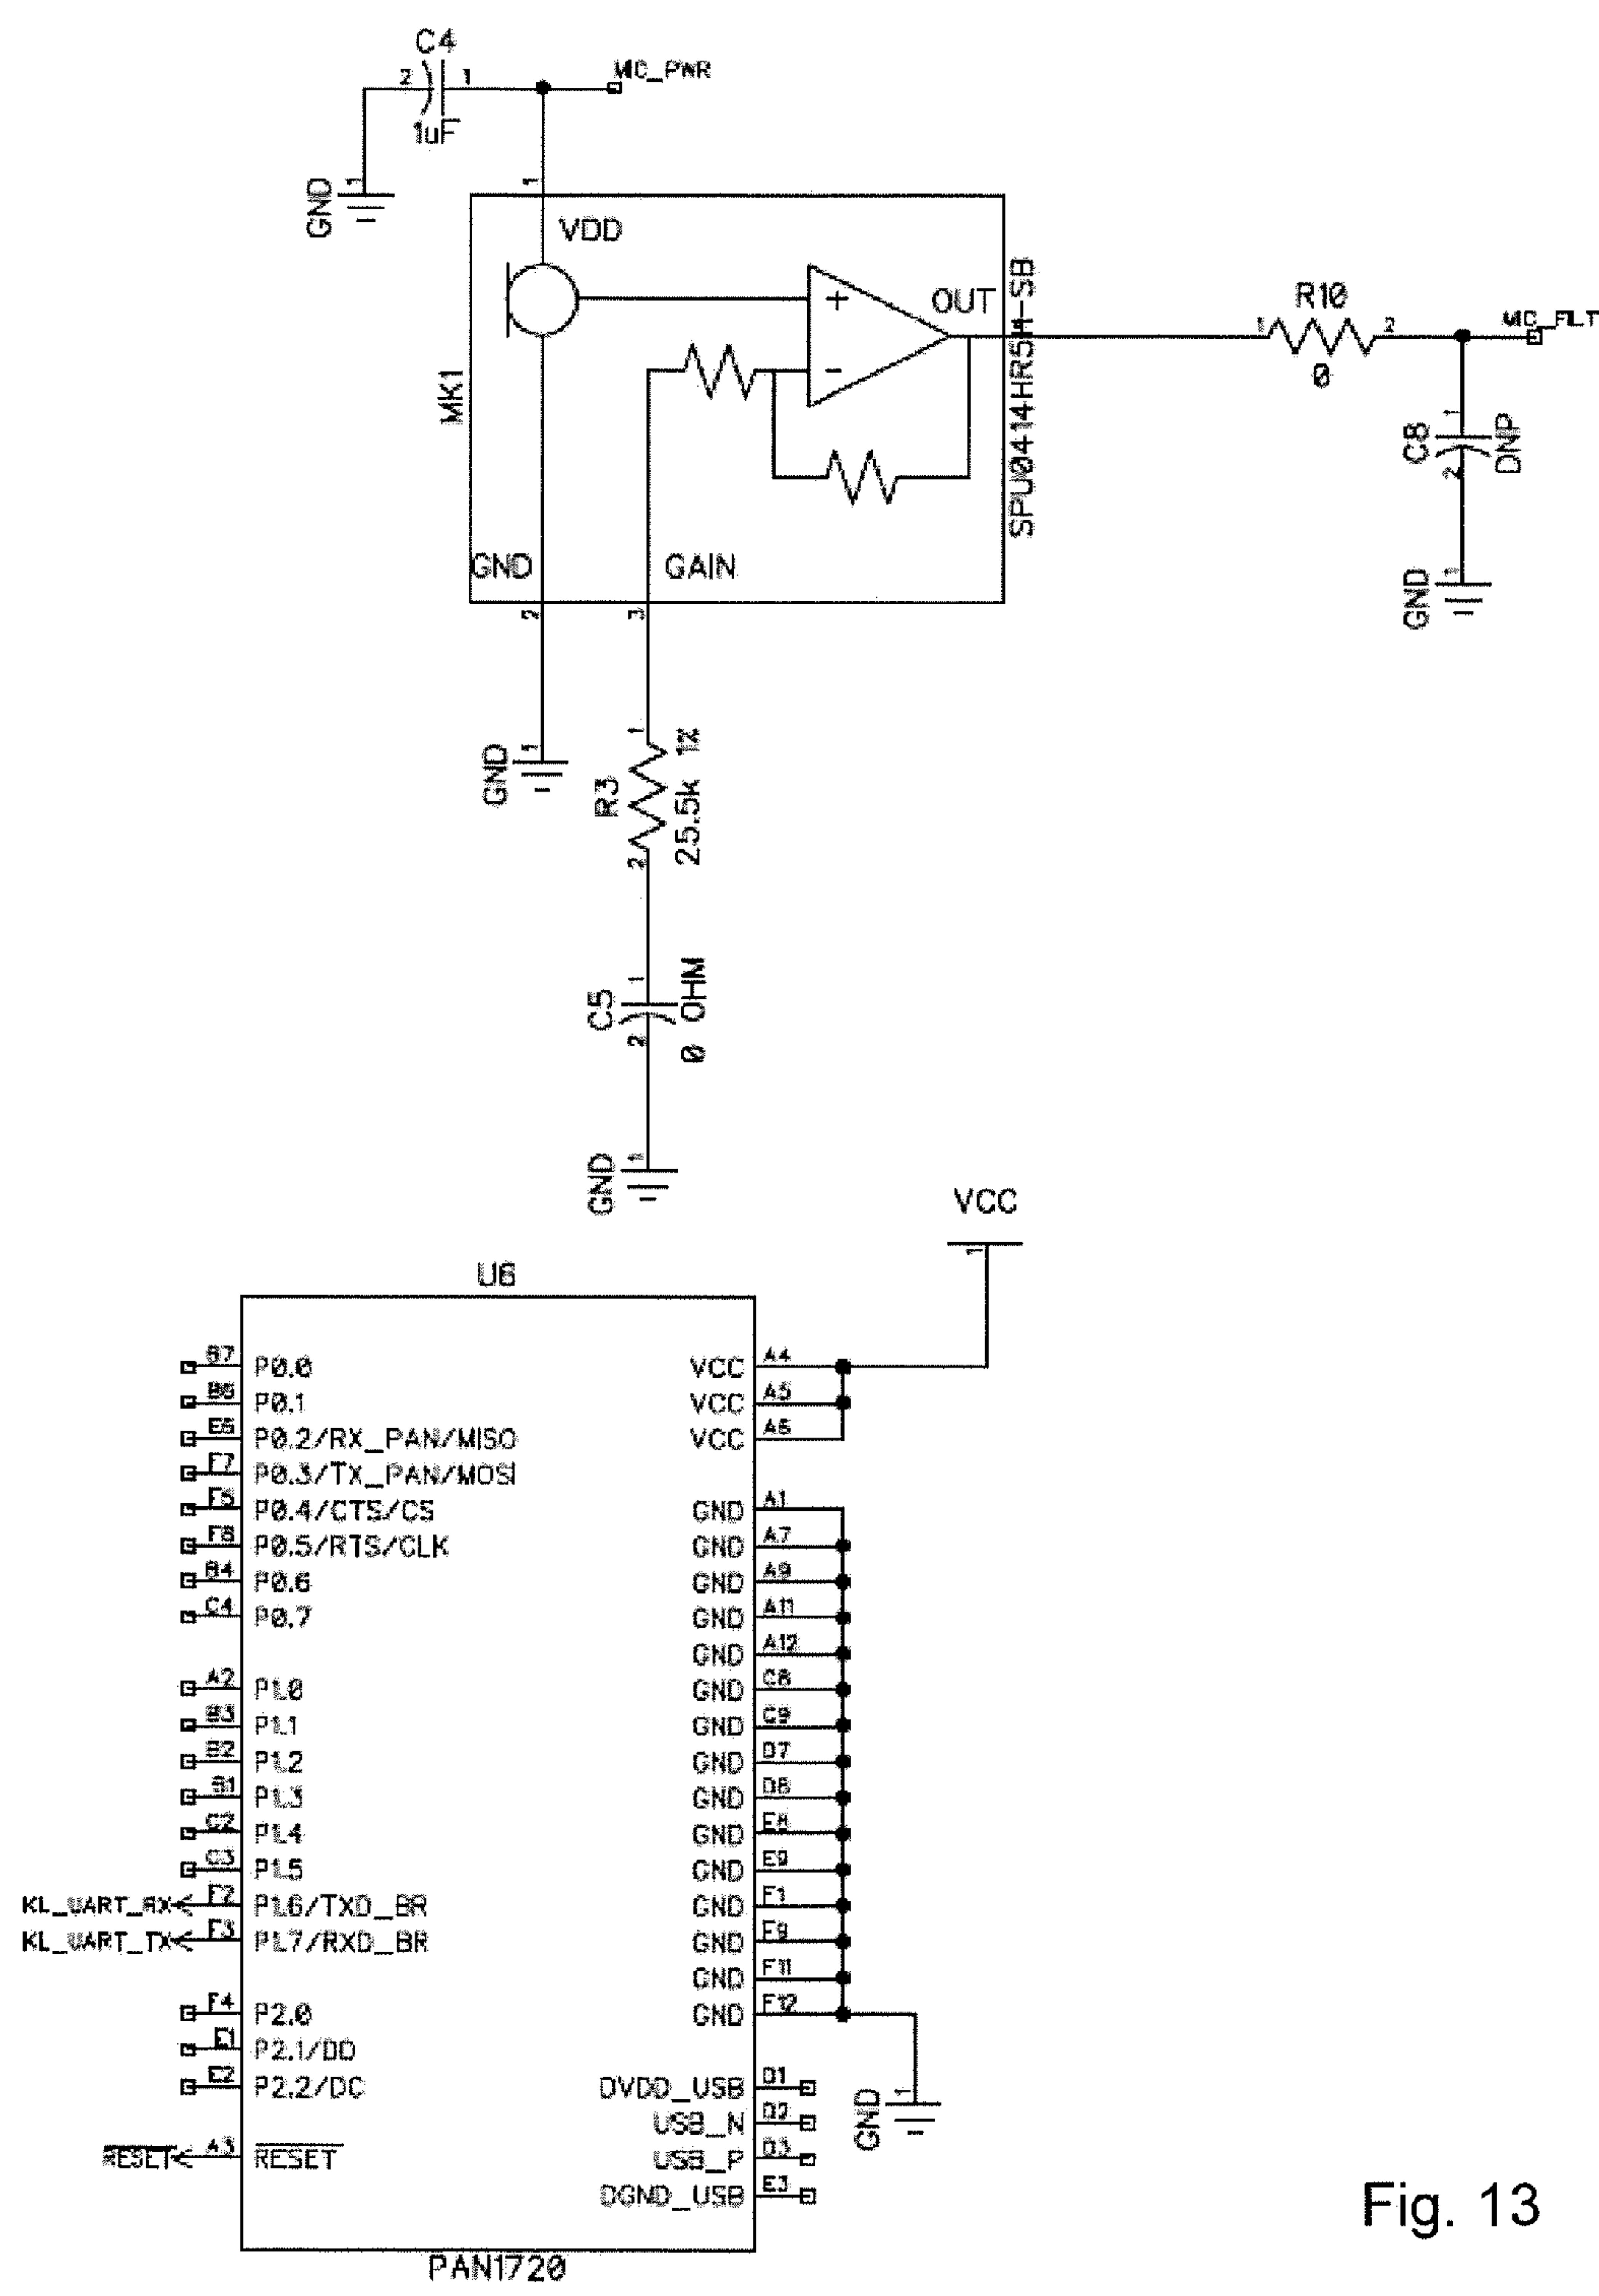 C4
2 1
MIC_PWR
1uF
GND 1
1
VDD
OUT
MK1
SPU0414HR5H-SB
+
-
GND
GAIN
2
3
R10
1 2
0
MIC_FILT
1
C8
DNP
2
GND 1
GND 1
1
R3
25.5k 1%
2
1
C5
0 OHM
2
GND 1
VCC
1
U6
B7 P0.0 VCC A4
P0.1 VCC A5
P0.2/RX_PAN/MISO VCC A6
F7 P0.3/TX_PAN/MOSI
F5 P0.4/CTS/CS GND A1
P0.5/RTS/CLK GND A7
B4 P0.6 GND A9
C4 P0.7 GND A11
GND A12
A2 P1.0 GND
B3 P1.1 GND C9
B2 P1.2 GND D7
B1 P1.3 GND
C2 P1.4 GND
C3 P1.5 GND E9
KL_UART_RX F2 P1.6/TXD_BR GND F1
KL_UART_TX F3 P1.7/RXD_BR GND
GND F11
F4 P2.0 GND F12
E1 P2.1/DD
E2 P2.2/DC DVDD_USB D1
USB_N D2
RESET A3 RESET USB_P D3
DGND_USB E3
GND 1
PAN1720
Fig. 13